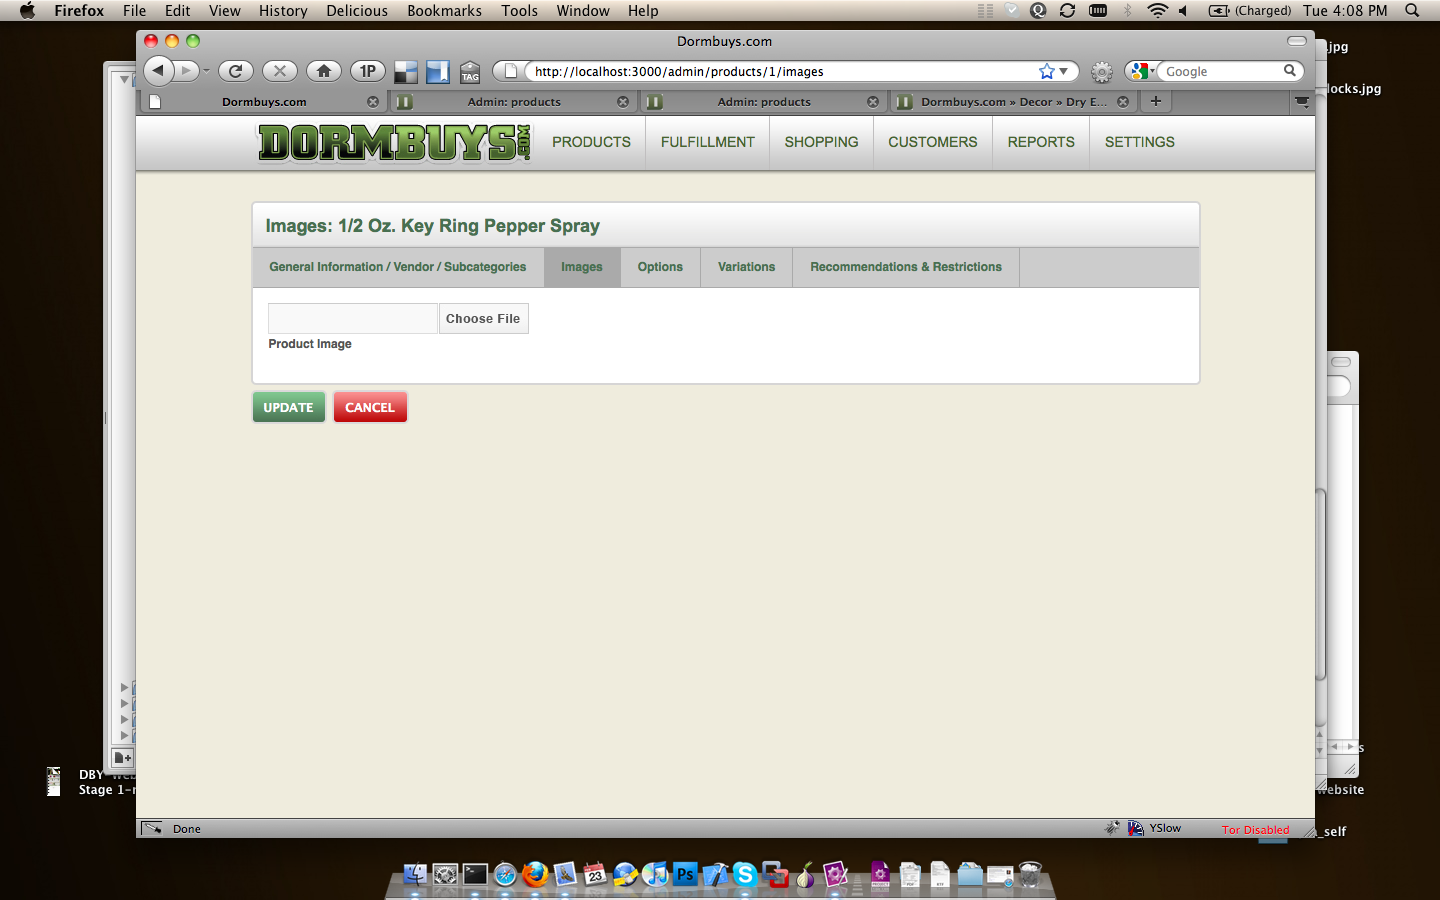 Firefox File Edit View History Delicious Bookmarks Tools Window Help (Charged) Tue 4:08 PM
.jpg
Dormbuys.com
1P TAG http://localhost:3000/admin/products/1/images Google
locks.jpg
Dormbuys.com Admin: products Admin: products Dormbuys.com » Decor » Dry E...
DORMBUYS.COM PRODUCTS FULFILLMENT SHOPPING CUSTOMERS REPORTS SETTINGS
Images: 1/2 Oz. Key Ring Pepper Spray
General Information / Vendor / Subcategories Images Options Variations Recommendations & Restrictions
Choose File
Product Image
UPDATE CANCEL
DBY
Stage 1-
website
Done YSlow Tor Disabled
_self
23 Ps